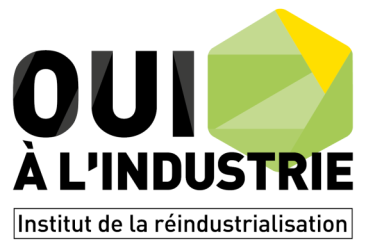 OUI
À L'INDUSTRIE
Institut de la réindustrialisation